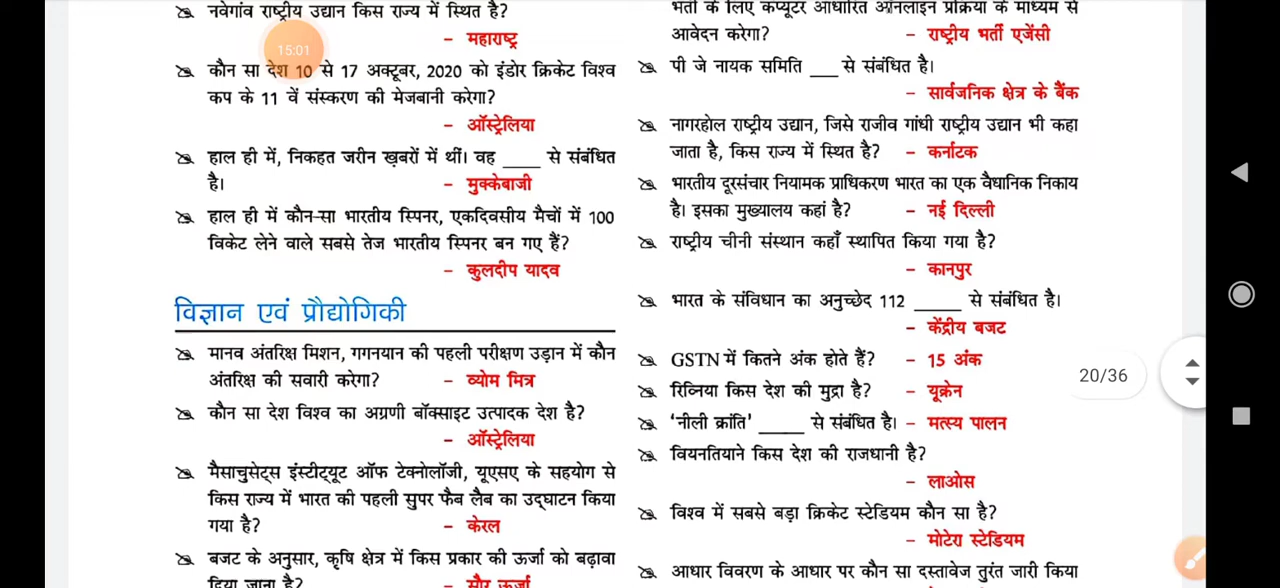 नवेगांव राष्ट्रीय उद्यान किस राज्य में स्थित है?
– महाराष्ट्र
15:01
कौन सा देश 10 से 17 अक्टूबर, 2020 को इंडोर क्रिकेट विश्व
कप के 11 वें संस्करण की मेजबानी करेगा?
– ऑस्ट्रेलिया
हाल ही में, निकहत जरीन ख़बरों में थीं। वह ____ से संबंधित
है।
– मुक्केबाजी
हाल ही में कौन-सा भारतीय स्पिनर, एकदिवसीय मैचों में 100
विकेट लेने वाले सबसे तेज भारतीय स्पिनर बन गए हैं?
– कुलदीप यादव
विज्ञान एवं प्रौद्योगिकी
मानव अंतरिक्ष मिशन, गगनयान की पहली परीक्षण उड़ान में कौन
अंतरिक्ष की सवारी करेगा? – व्योम मित्र
कौन सा देश विश्व का अग्रणी बॉक्साइट उत्पादक देश है?
– ऑस्ट्रेलिया
मैसाचुसेट्स इंस्टीट्यूट ऑफ टेक्नोलॉजी, यूएसए के सहयोग से
किस राज्य में भारत की पहली सुपर फैब लैब का उद्घाटन किया
गया है? – केरल
बजट के अनुसार, कृषि क्षेत्र में किस प्रकार की ऊर्जा को बढ़ावा
दिया जाना है? – सौर ऊर्जा
भर्ती के लिए कंप्यूटर आधारित ऑनलाइन प्रक्रिया के माध्यम से
आवेदन करेगा? – राष्ट्रीय भर्ती एजेंसी
पी जे नायक समिति ____ से संबंधित है।
– सार्वजनिक क्षेत्र के बैंक
नागरहोल राष्ट्रीय उद्यान, जिसे राजीव गांधी राष्ट्रीय उद्यान भी कहा
जाता है, किस राज्य में स्थित है? – कर्नाटक
भारतीय दूरसंचार नियामक प्राधिकरण भारत का एक वैधानिक निकाय
है। इसका मुख्यालय कहां है? – नई दिल्ली
राष्ट्रीय चीनी संस्थान कहाँ स्थापित किया गया है?
– कानपुर
भारत के संविधान का अनुच्छेद 112 ______ से संबंधित है।
– केंद्रीय बजट
GSTN में कितने अंक होते हैं? – 15 अंक
रिव्निया किस देश की मुद्रा है? – यूक्रेन
‘नीली क्रांति’ ______ से संबंधित है। – मत्स्य पालन
वियनतियाने किस देश की राजधानी है?
– लाओस
विश्व में सबसे बड़ा क्रिकेट स्टेडियम कौन सा है?
– मोटेरा स्टेडियम
आधार विवरण के आधार पर कौन सा दस्तावेज तुरंत जारी किया
20/36